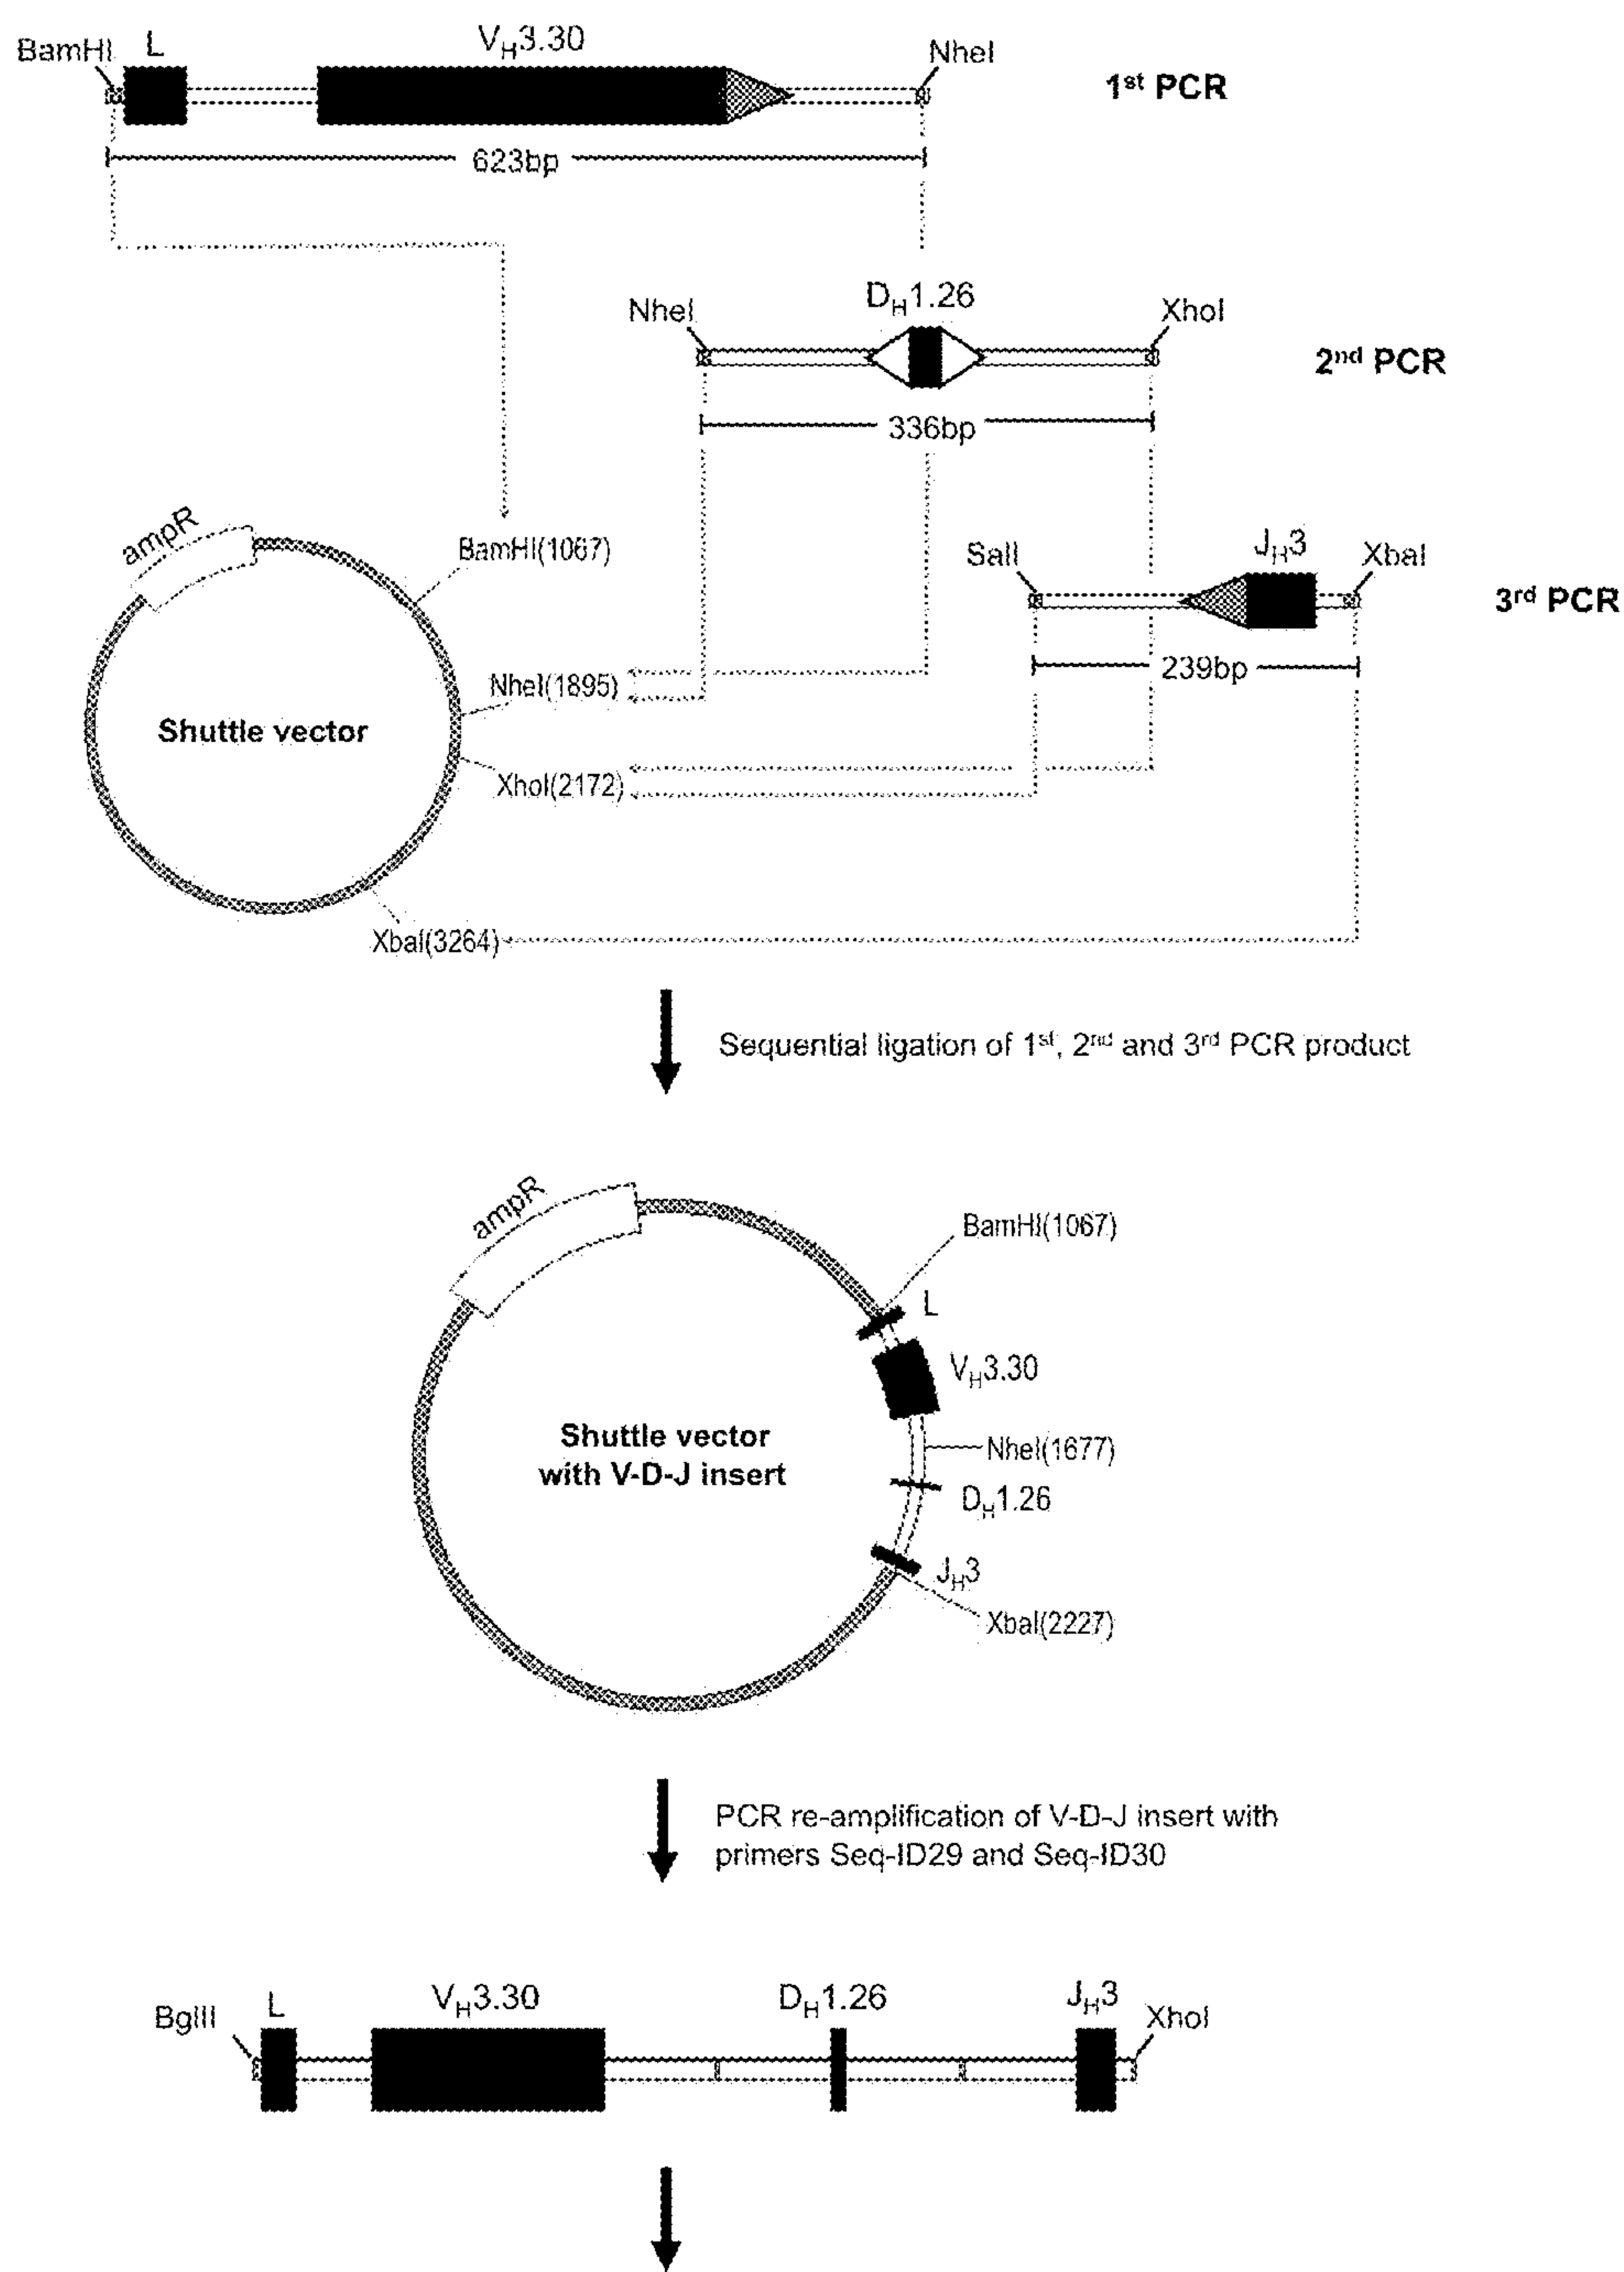 BamHI L VH3.30 NheI
1st PCR
623bp
NheI DH1.26 XhoI
2nd PCR
336bp
ampR
BamHI(1067)
SalI JH3 XbaI
3rd PCR
239bp
NheI(1895)
Shuttle vector
XhoI(2172)
XbaI(3264)
Sequential ligation of 1st, 2nd and 3rd PCR product
ampR
BamHI(1067)
L
VH3.30
Shuttle vector
with V-D-J insert
NheI(1677)
DH1.26
JH3
XbaI(2227)
PCR re-amplification of V-D-J insert with
primers Seq-ID29 and Seq-ID30
BglII L VH3.30 DH1.26 JH3 XhoI